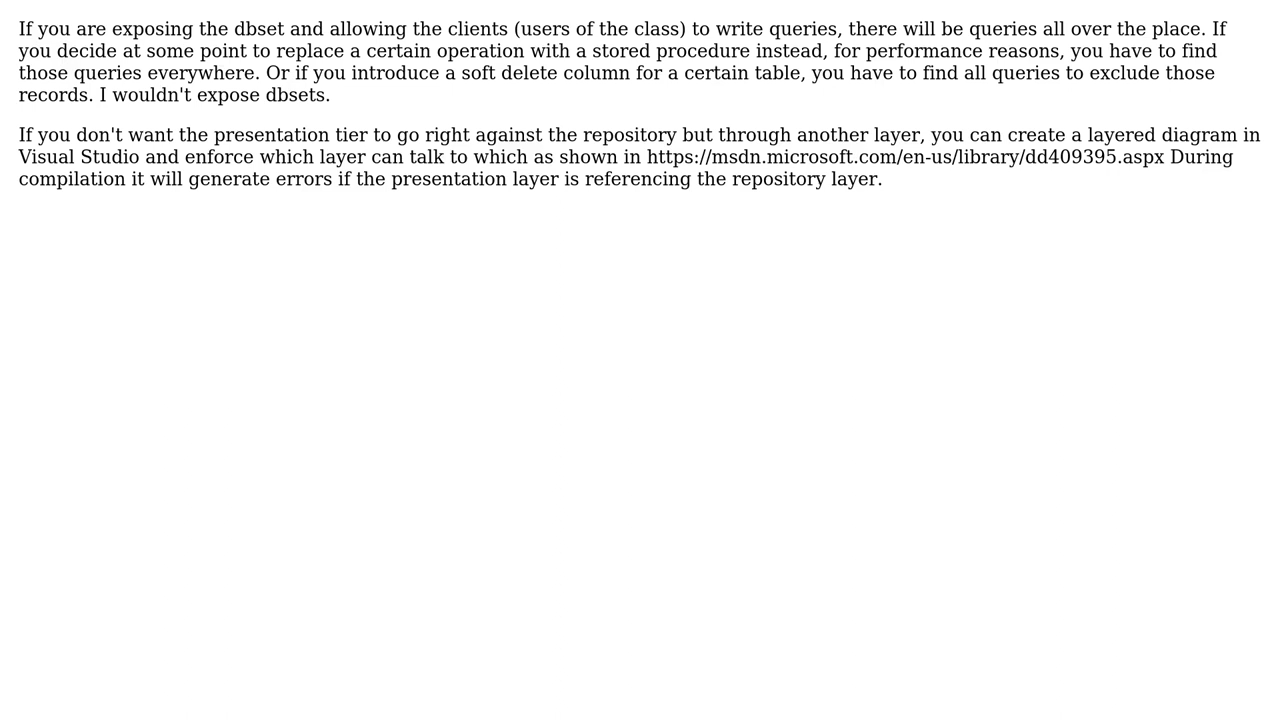 If you are exposing the dbset and allowing the clients (users of the class) to write queries, there will be queries all over the place. If
you decide at some point to replace a certain operation with a stored procedure instead, for performance reasons, you have to find
those queries everywhere. Or if you introduce a soft delete column for a certain table, you have to find all queries to exclude those
records. I wouldn't expose dbsets.
If you don't want the presentation tier to go right against the repository but through another layer, you can create a layered diagram in
Visual Studio and enforce which layer can talk to which as shown in https://msdn.microsoft.com/en-us/library/dd409395.aspx During
compilation it will generate errors if the presentation layer is referencing the repository layer.